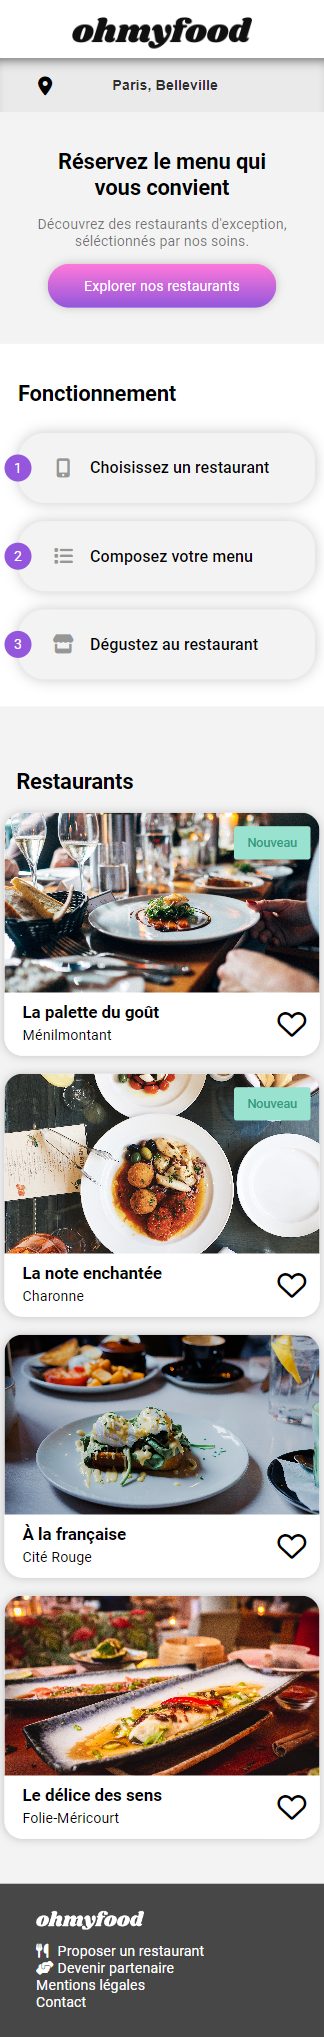 ohmyfood
Paris, Belleville
Réservez le menu qui
vous convient
Découvrez des restaurants d'exception,
séléctionnés par nos soins.
Explorer nos restaurants
Fonctionnement
1 Choisissez un restaurant
2 Composez votre menu
3 Dégustez au restaurant
Restaurants
Nouveau
La palette du goût
Ménilmontant
Nouveau
La note enchantée
Charonne
À la française
Cité Rouge
Le délice des sens
Folie-Méricourt
ohmyfood
Proposer un restaurant
Devenir partenaire
Mentions légales
Contact